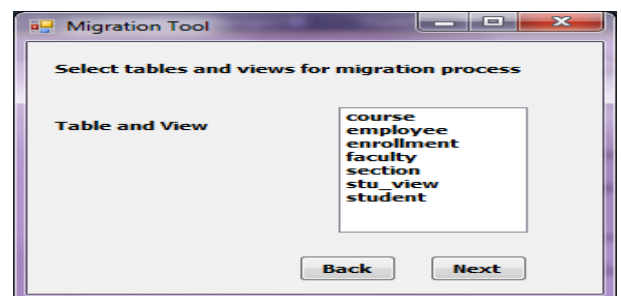 Migration Tool
Select tables and views for migration process
Table and View
course
employee
enrollment
faculty
section
stu_view
student
Back Next